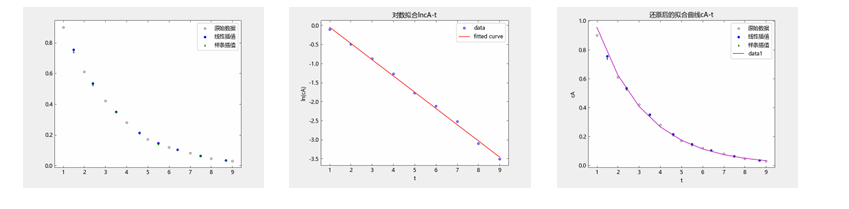 原始数据
线性插值
样条插值
0.8
0.6
0.4
0.2
0.0
1 2 3 4 5 6 7 8 9
对数拟合lncA-t
data
fitted curve
0.0
-0.5
-1.0
-1.5
-2.0
-2.5
-3.0
-3.5
ln(cA)
1 2 3 4 5 6 7 8 9
t
还原后的拟合曲线cA-t
原始数据
线性插值
样条插值
data1
0.8
0.6
0.4
0.2
0.0
cA
1 2 3 4 5 6 7 8 9
t